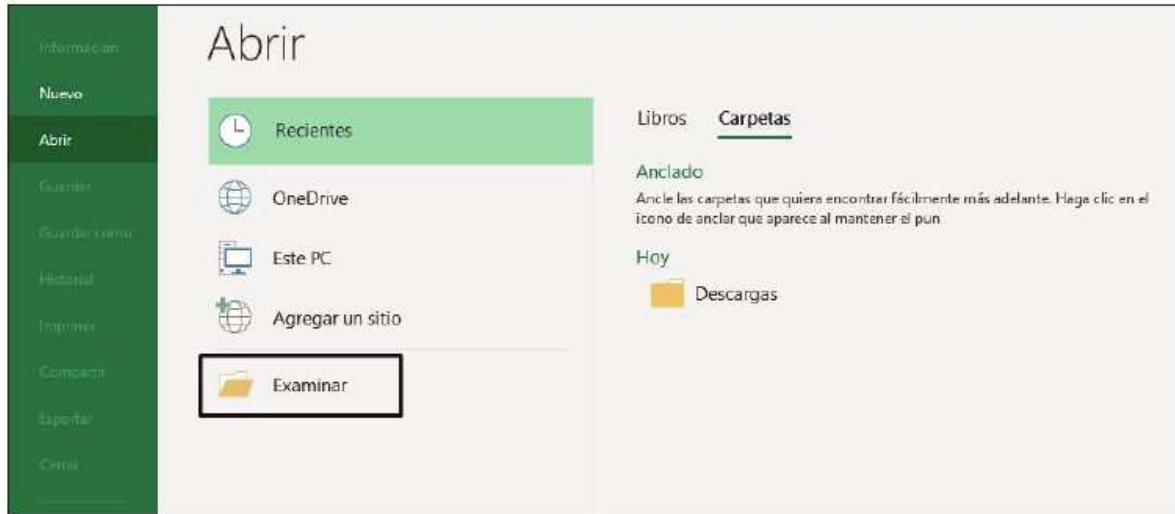 Abrir
Información
Nuevo
Abrir
Guardar
Guardar como
Historial
Imprimir
Compartir
Exportar
Cerrar
Recientes
OneDrive
Este PC
Agregar un sitio
Examinar
Libros Carpetas
Anclado
Ancle las carpetas que quiera encontrar fácilmente más adelante. Haga clic en el
icono de anclar que aparece al mantener el pun
Hoy
Descargas